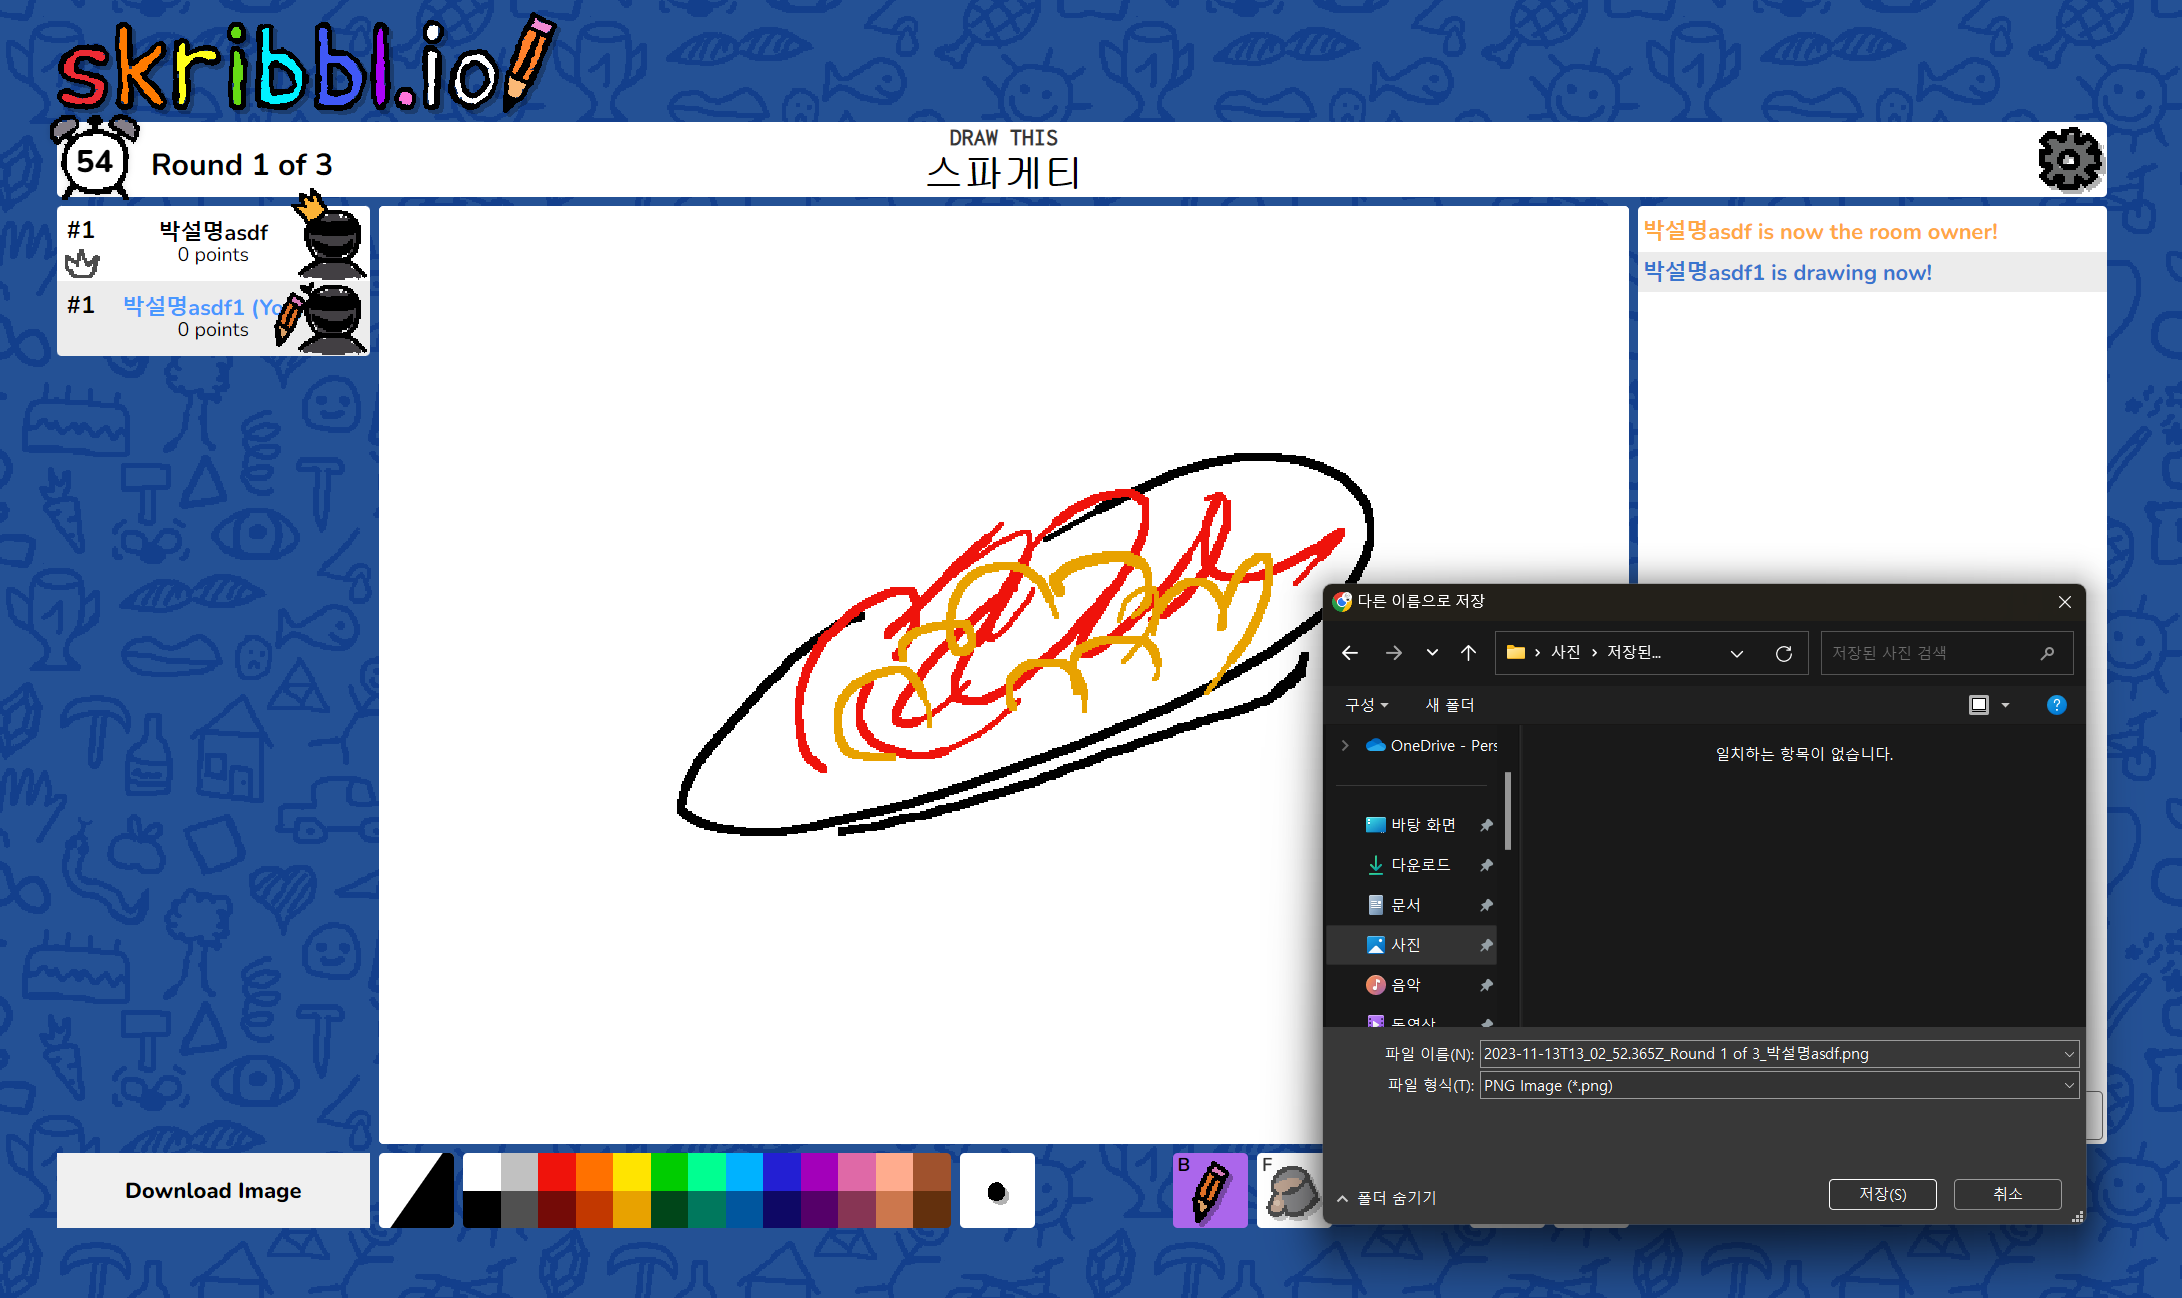 skribbl.io
54
Round 1 of 3
DRAW THIS
스파게티
#1
박설명asdf
0 points
#1
박설명asdf1 (Yo
0 points
박설명asdf is now the room owner!
박설명asdf1 is drawing now!
다른 이름으로 저장
사진
저장된...
저장된 사진 검색
구성
새 폴더
OneDrive - Pers
일치하는 항목이 없습니다.
바탕 화면
다운로드
문서
사진
음악
동영상
파일 이름(N):
2023-11-13T13_02_52.365Z_Round 1 of 3_박설명asdf.png
파일 형식(T):
PNG Image (*.png)
폴더 숨기기
저장(S)
취소
Download Image
B
F